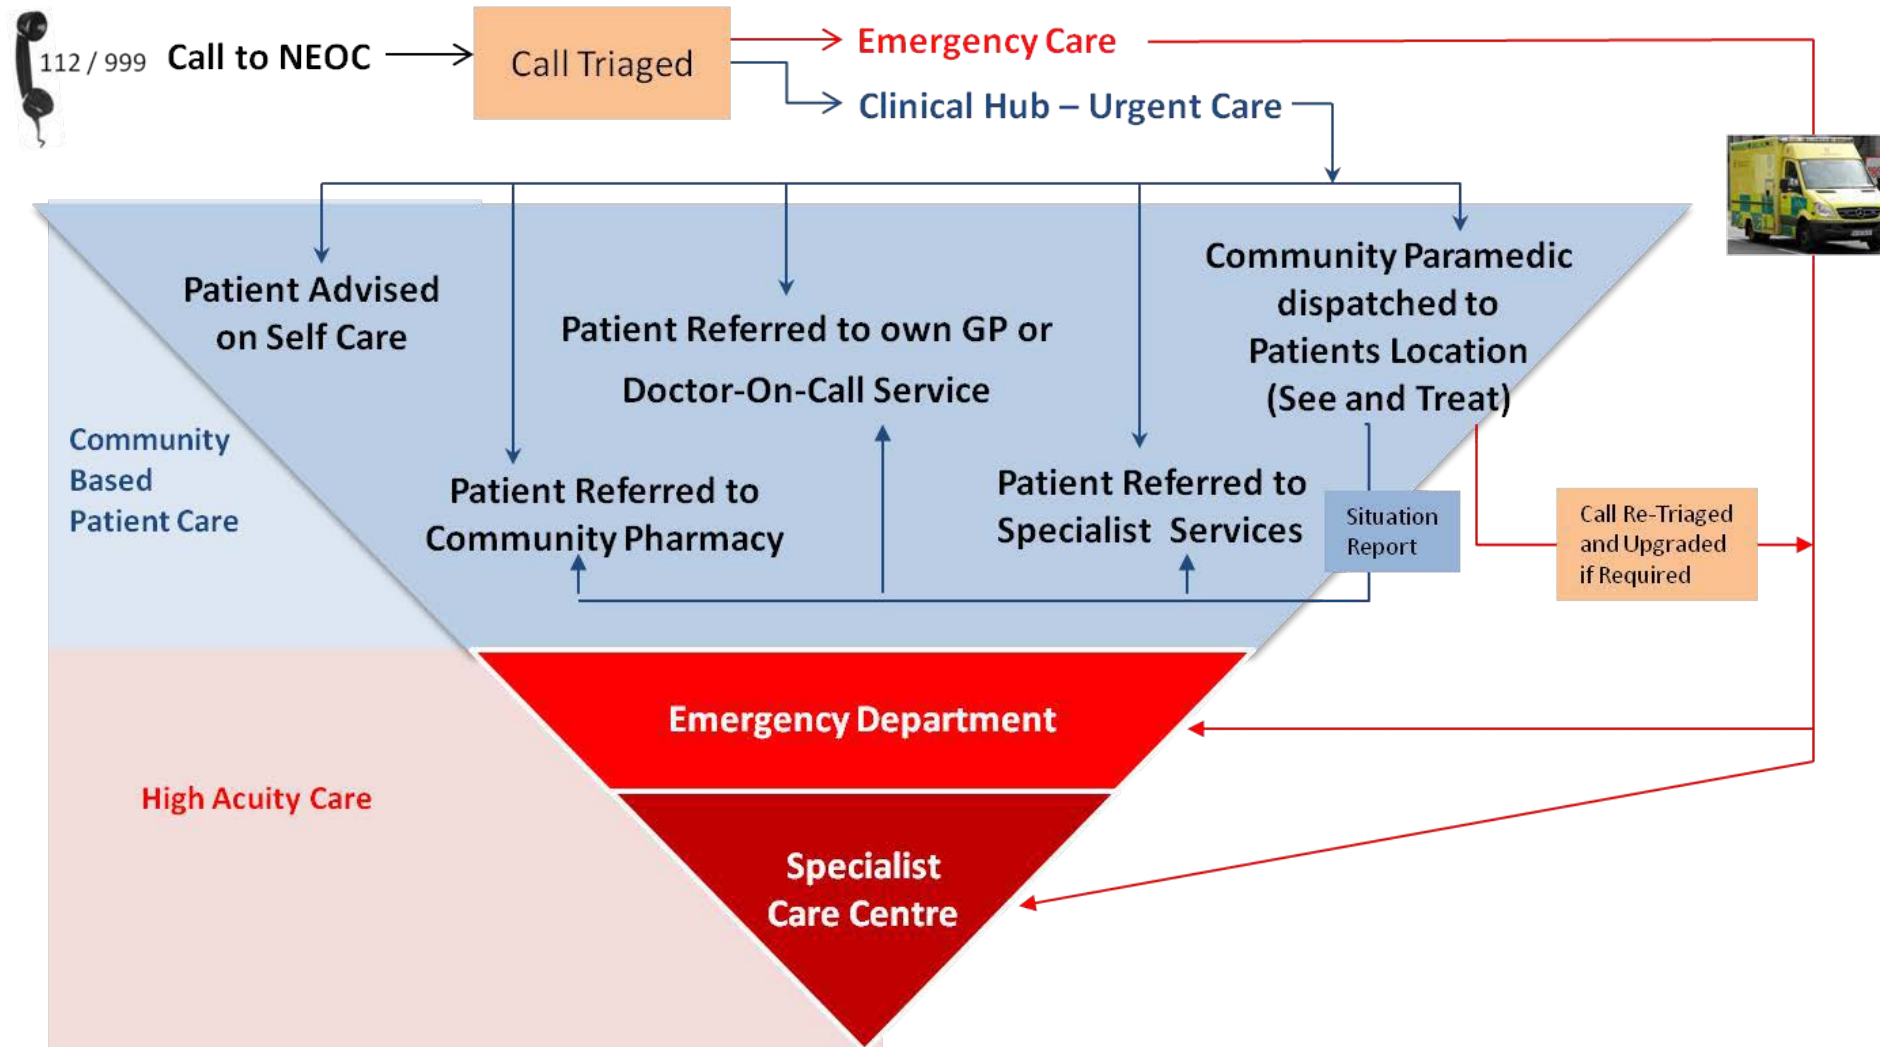 112 / 999
Call to NEOC
Call Triaged
Emergency Care
Clinical Hub – Urgent Care
Patient Advised
on Self Care
Patient Referred to own GP or
Doctor-On-Call Service
Community Paramedic
dispatched to
Patients Location
(See and Treat)
Community
Based
Patient Care
Patient Referred to
Community Pharmacy
Patient Referred to
Specialist Services
Situation
Report
Call Re-Triaged
and Upgraded
if Required
Emergency Department
High Acuity Care
Specialist
Care Centre